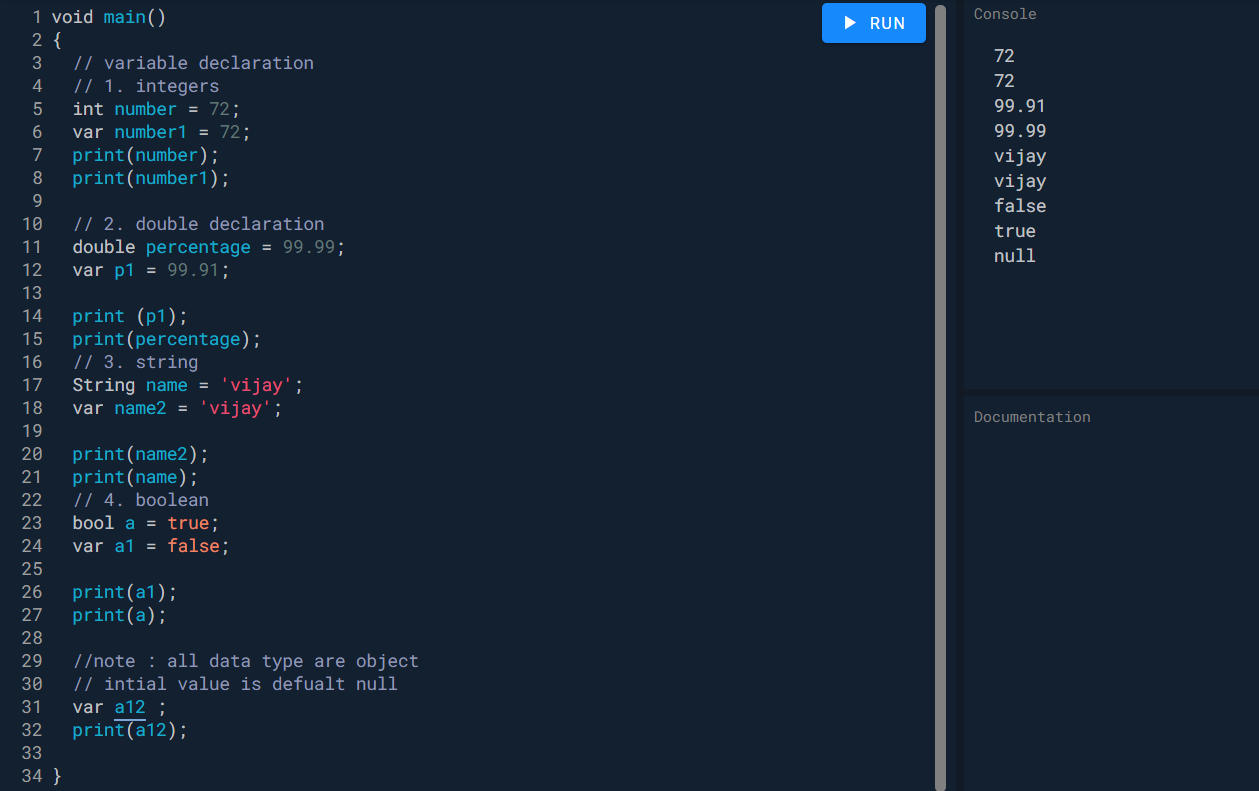 1 void main()
2 {
3 // variable declaration
4 // 1. integers
5 int number = 72;
6 var number1 = 72;
7 print(number);
8 print(number1);
9
10 // 2. double declaration
11 double percentage = 99.99;
12 var p1 = 99.91;
13
14 print (p1);
15 print(percentage);
16 // 3. string
17 String name = 'vijay';
18 var name2 = 'vijay';
19
20 print(name2);
21 print(name);
22 // 4. boolean
23 bool a = true;
24 var a1 = false;
25
26 print(a1);
27 print(a);
28
29 //note : all data type are object
30 // intial value is defualt null
31 var a12 ;
32 print(a12);
33
34 }
RUN
Console
72
72
99.91
99.99
vijay
vijay
false
true
null
Documentation